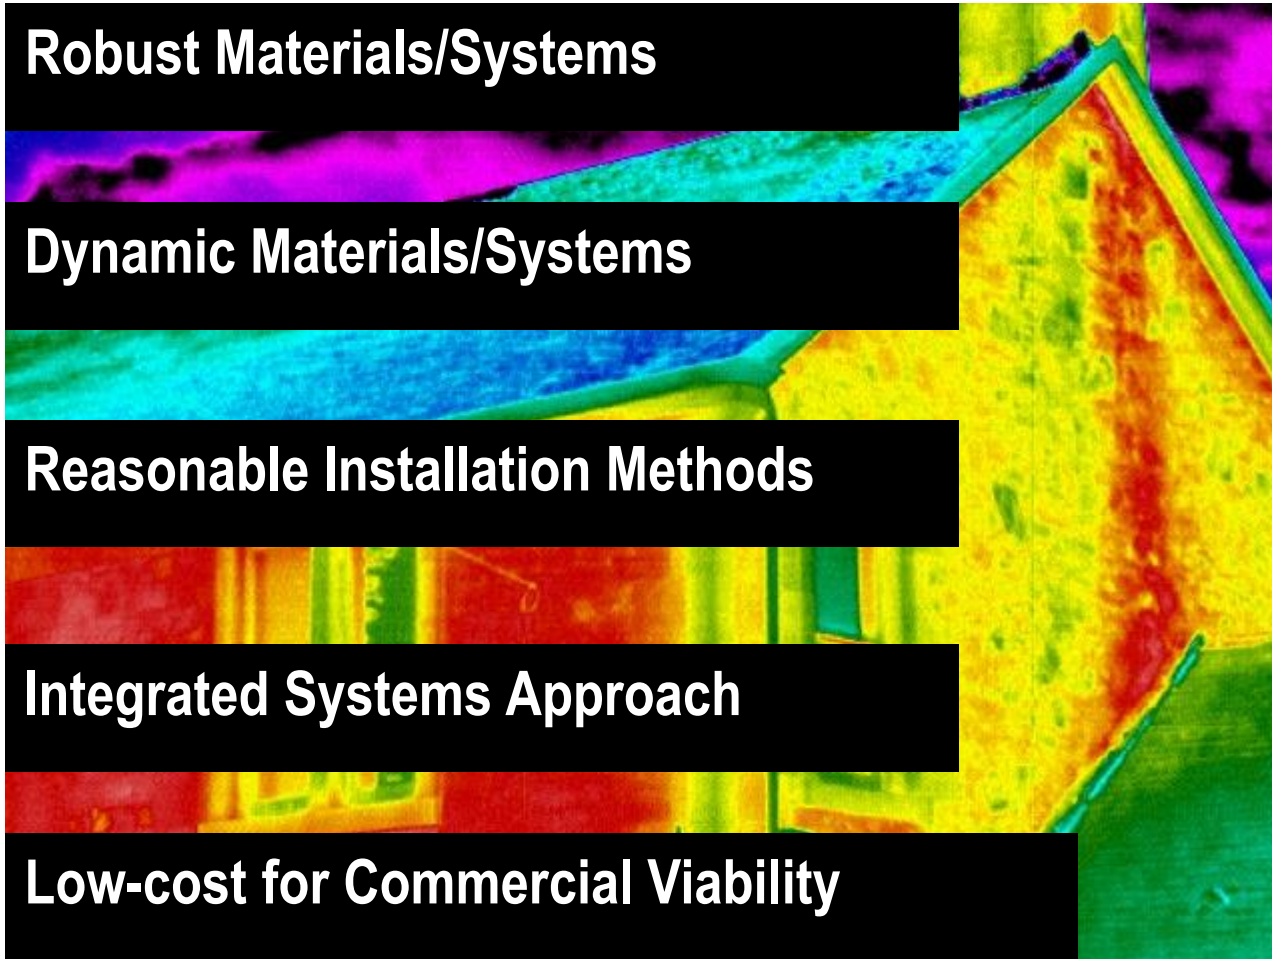 Robust Materials/Systems
Dynamic Materials/Systems
Reasonable Installation Methods
Integrated Systems Approach
Low-cost for Commercial Viability